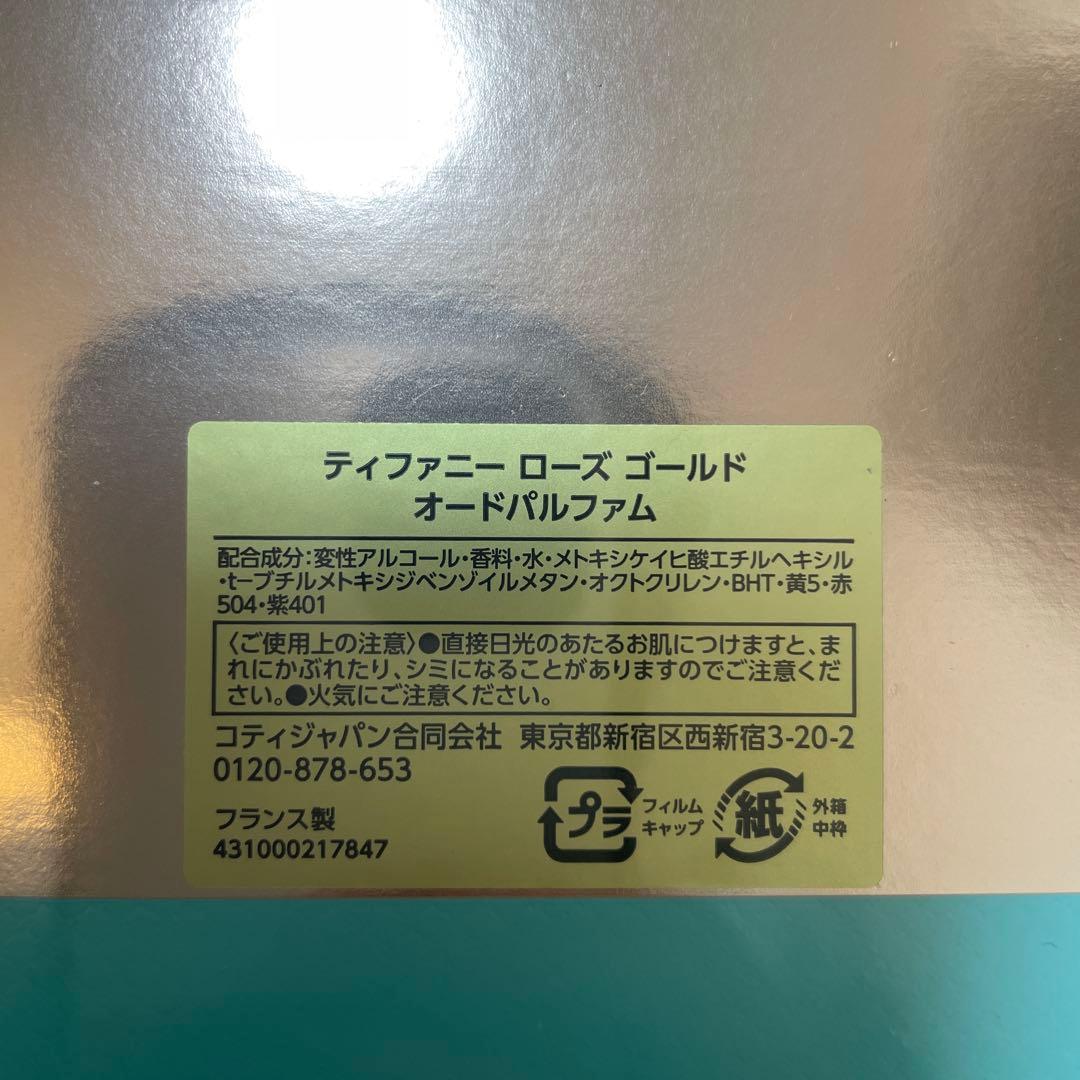 ティファニー ローズ ゴールド
オードパルファム
配合成分：変性アルコール・香料・水・メトキシケイヒ酸エチルヘキシル
・t-ブチルメトキシジベンゾイルメタン・オクトクリレン・BHT・黄5・赤
504・紫401
〈ご使用上の注意〉●直接日光のあたるお肌につけますと、ま
れにかぶれたり、シミになることがありますのでご注意くだ
さい。●火気にご注意ください。
コティジャパン合同会社 東京都新宿区西新宿3-20-2
0120-878-653
フランス製
431000217847
プラ
フィルム
キャップ
紙
外箱
中枠